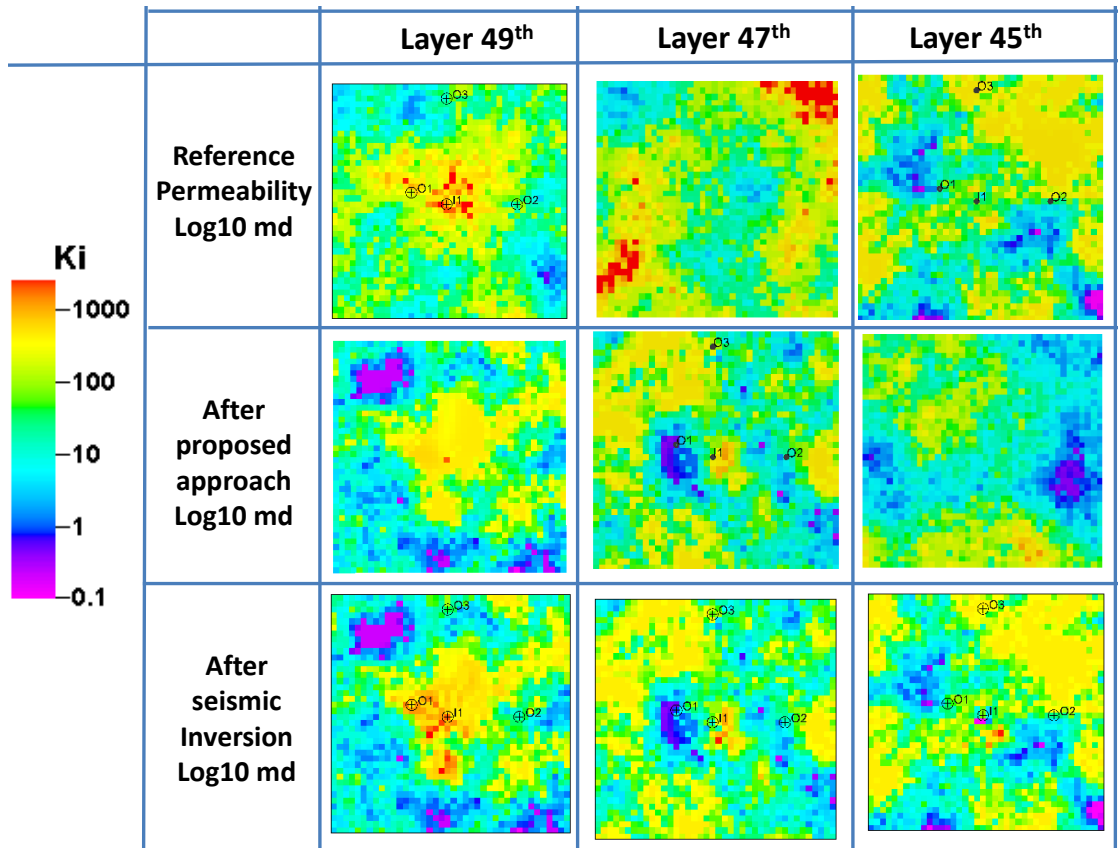 Layer 49th
Layer 47th
Layer 45th
Reference
Permeability
Log10 md
O3
O1
I1
O2
O3
O1
I1
O2
Ki
1000
100
10
1
0.1
After
proposed
approach
Log10 md
O3
O1
I1
O2
After
seismic
Inversion
Log10 md
O3
O1
I1
O2
O3
O1
I1
O2
O3
O1
I1
O2